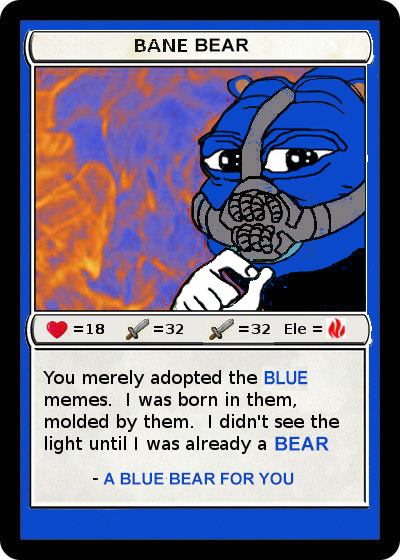 BANE BEAR
=18 =32 =32 Ele =
You merely adopted the BLUE
memes. I was born in them,
molded by them. I didn't see the
light until I was already a BEAR
- A BLUE BEAR FOR YOU